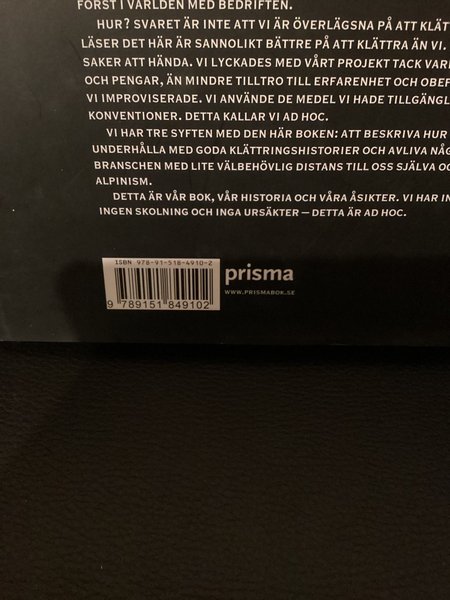 FÖRST I VÄRLDEN MED BEDRIFTEN.
HUR? SVARET ÄR INTE ATT VI ÄR ÖVERLÄGSNA PÅ ATT KLÄTT
LÄSER DET HÄR ÄR SANNOLIKT BÄTTRE PÅ ATT KLÄTTRA ÄN VI.
SAKER ATT HÄNDA. VI LYCKADES MED VÅRT PROJEKT TACK VARE
OCH PENGAR, ÄN MINDRE TILLTRO TILL ERFARENHET OCH OBEF
VI IMPROVISERADE. VI ANVÄNDE DE MEDEL VI HADE TILLGÄNGL
KONVENTIONER. DETTA KALLAR VI AD HOC.
VI HAR TRE SYFTEN MED DEN HÄR BOKEN: ATT BESKRIVA HUR
UNDERHÅLLA MED GODA KLÄTTRINGSHISTORIER OCH AVLIVA NÅG
BRANSCHEN MED LITE VÄLBEHÖVLIG DISTANS TILL OSS SJÄLVA OC
ALPINISM.
DETTA ÄR VÅR BOK, VÅR HISTORIA OCH VÅRA ÅSIKTER. VI HAR IN
INGEN SKOLNING OCH INGA URSÄKTER – DETTA ÄR AD HOC.
ISBN 978-91-518-4910-2
9 789151 849102
prisma
WWW.PRISMABOK.SE